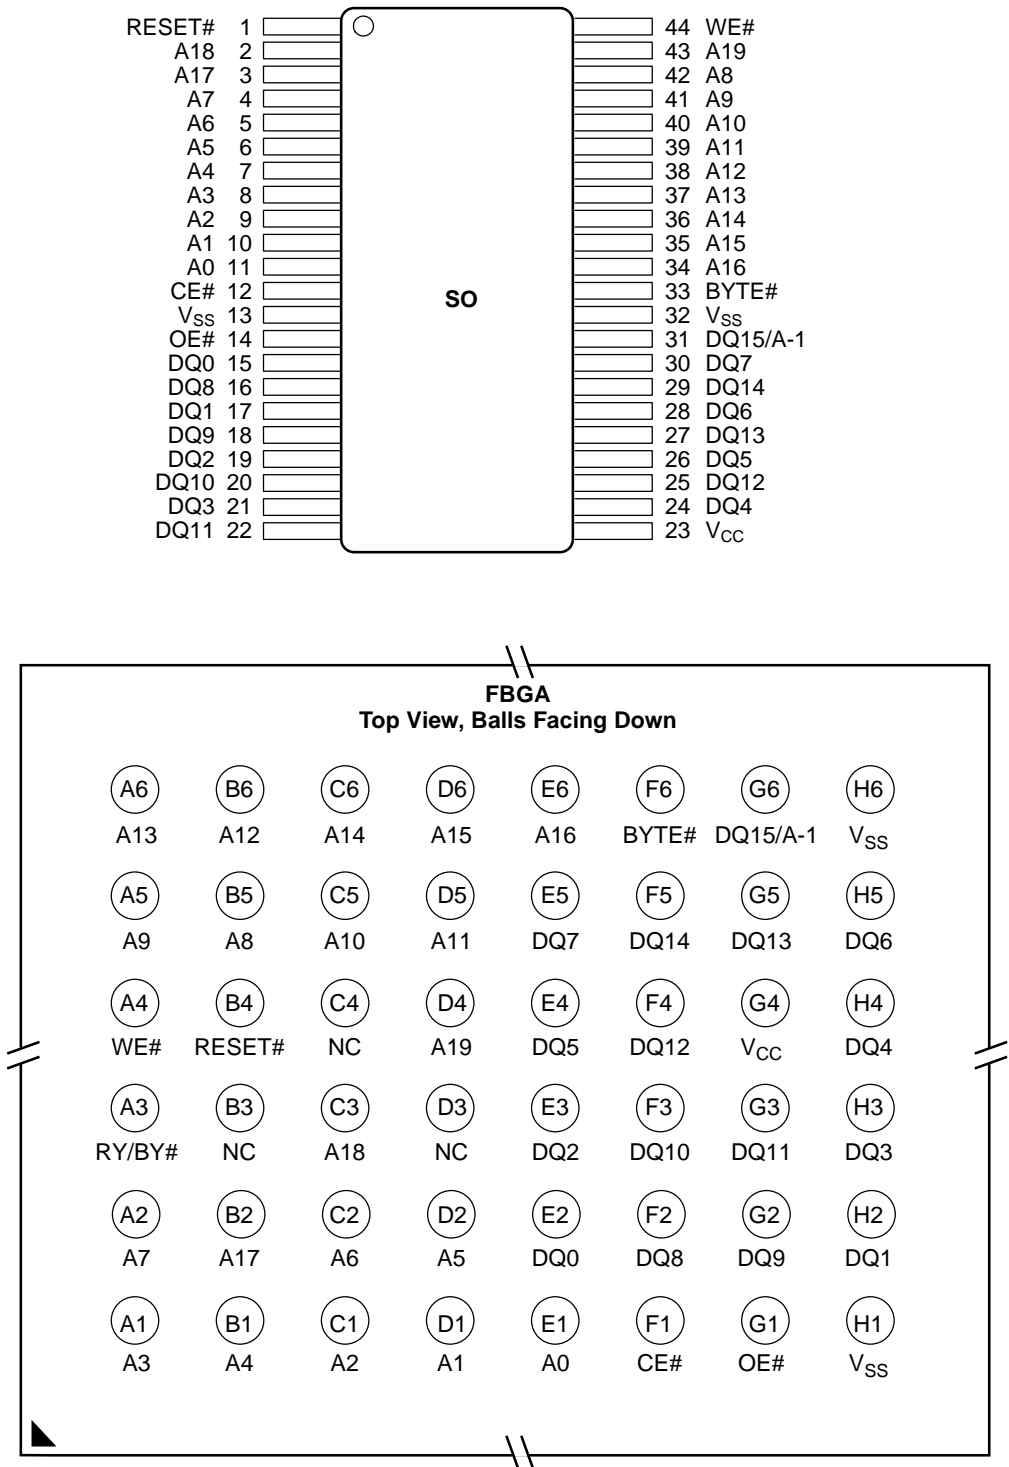 RESET# 1 44 WE#
A18 2 43 A19
A17 3 42 A8
A7 4 41 A9
A6 5 40 A10
A5 6 39 A11
A4 7 38 A12
A3 8 37 A13
A2 9 36 A14
A1 10 35 A15
A0 11 34 A16
CE# 12 33 BYTE#
SO
VSS 13 32 VSS
OE# 14 31 DQ15/A-1
DQ0 15 30 DQ7
DQ8 16 29 DQ14
DQ1 17 28 DQ6
DQ9 18 27 DQ13
DQ2 19 26 DQ5
DQ10 20 25 DQ12
DQ3 21 24 DQ4
DQ11 22 23 VCC
FBGA
Top View, Balls Facing Down
A6 B6 C6 D6 E6 F6 G6 H6
A13 A12 A14 A15 A16 BYTE# DQ15/A-1 VSS
A5 B5 C5 D5 E5 F5 G5 H5
A9 A8 A10 A11 DQ7 DQ14 DQ13 DQ6
A4 B4 C4 D4 E4 F4 G4 H4
WE# RESET# NC A19 DQ5 DQ12 VCC DQ4
A3 B3 C3 D3 E3 F3 G3 H3
RY/BY# NC A18 NC DQ2 DQ10 DQ11 DQ3
A2 B2 C2 D2 E2 F2 G2 H2
A7 A17 A6 A5 DQ0 DQ8 DQ9 DQ1
A1 B1 C1 D1 E1 F1 G1 H1
A3 A4 A2 A1 A0 CE# OE# VSS